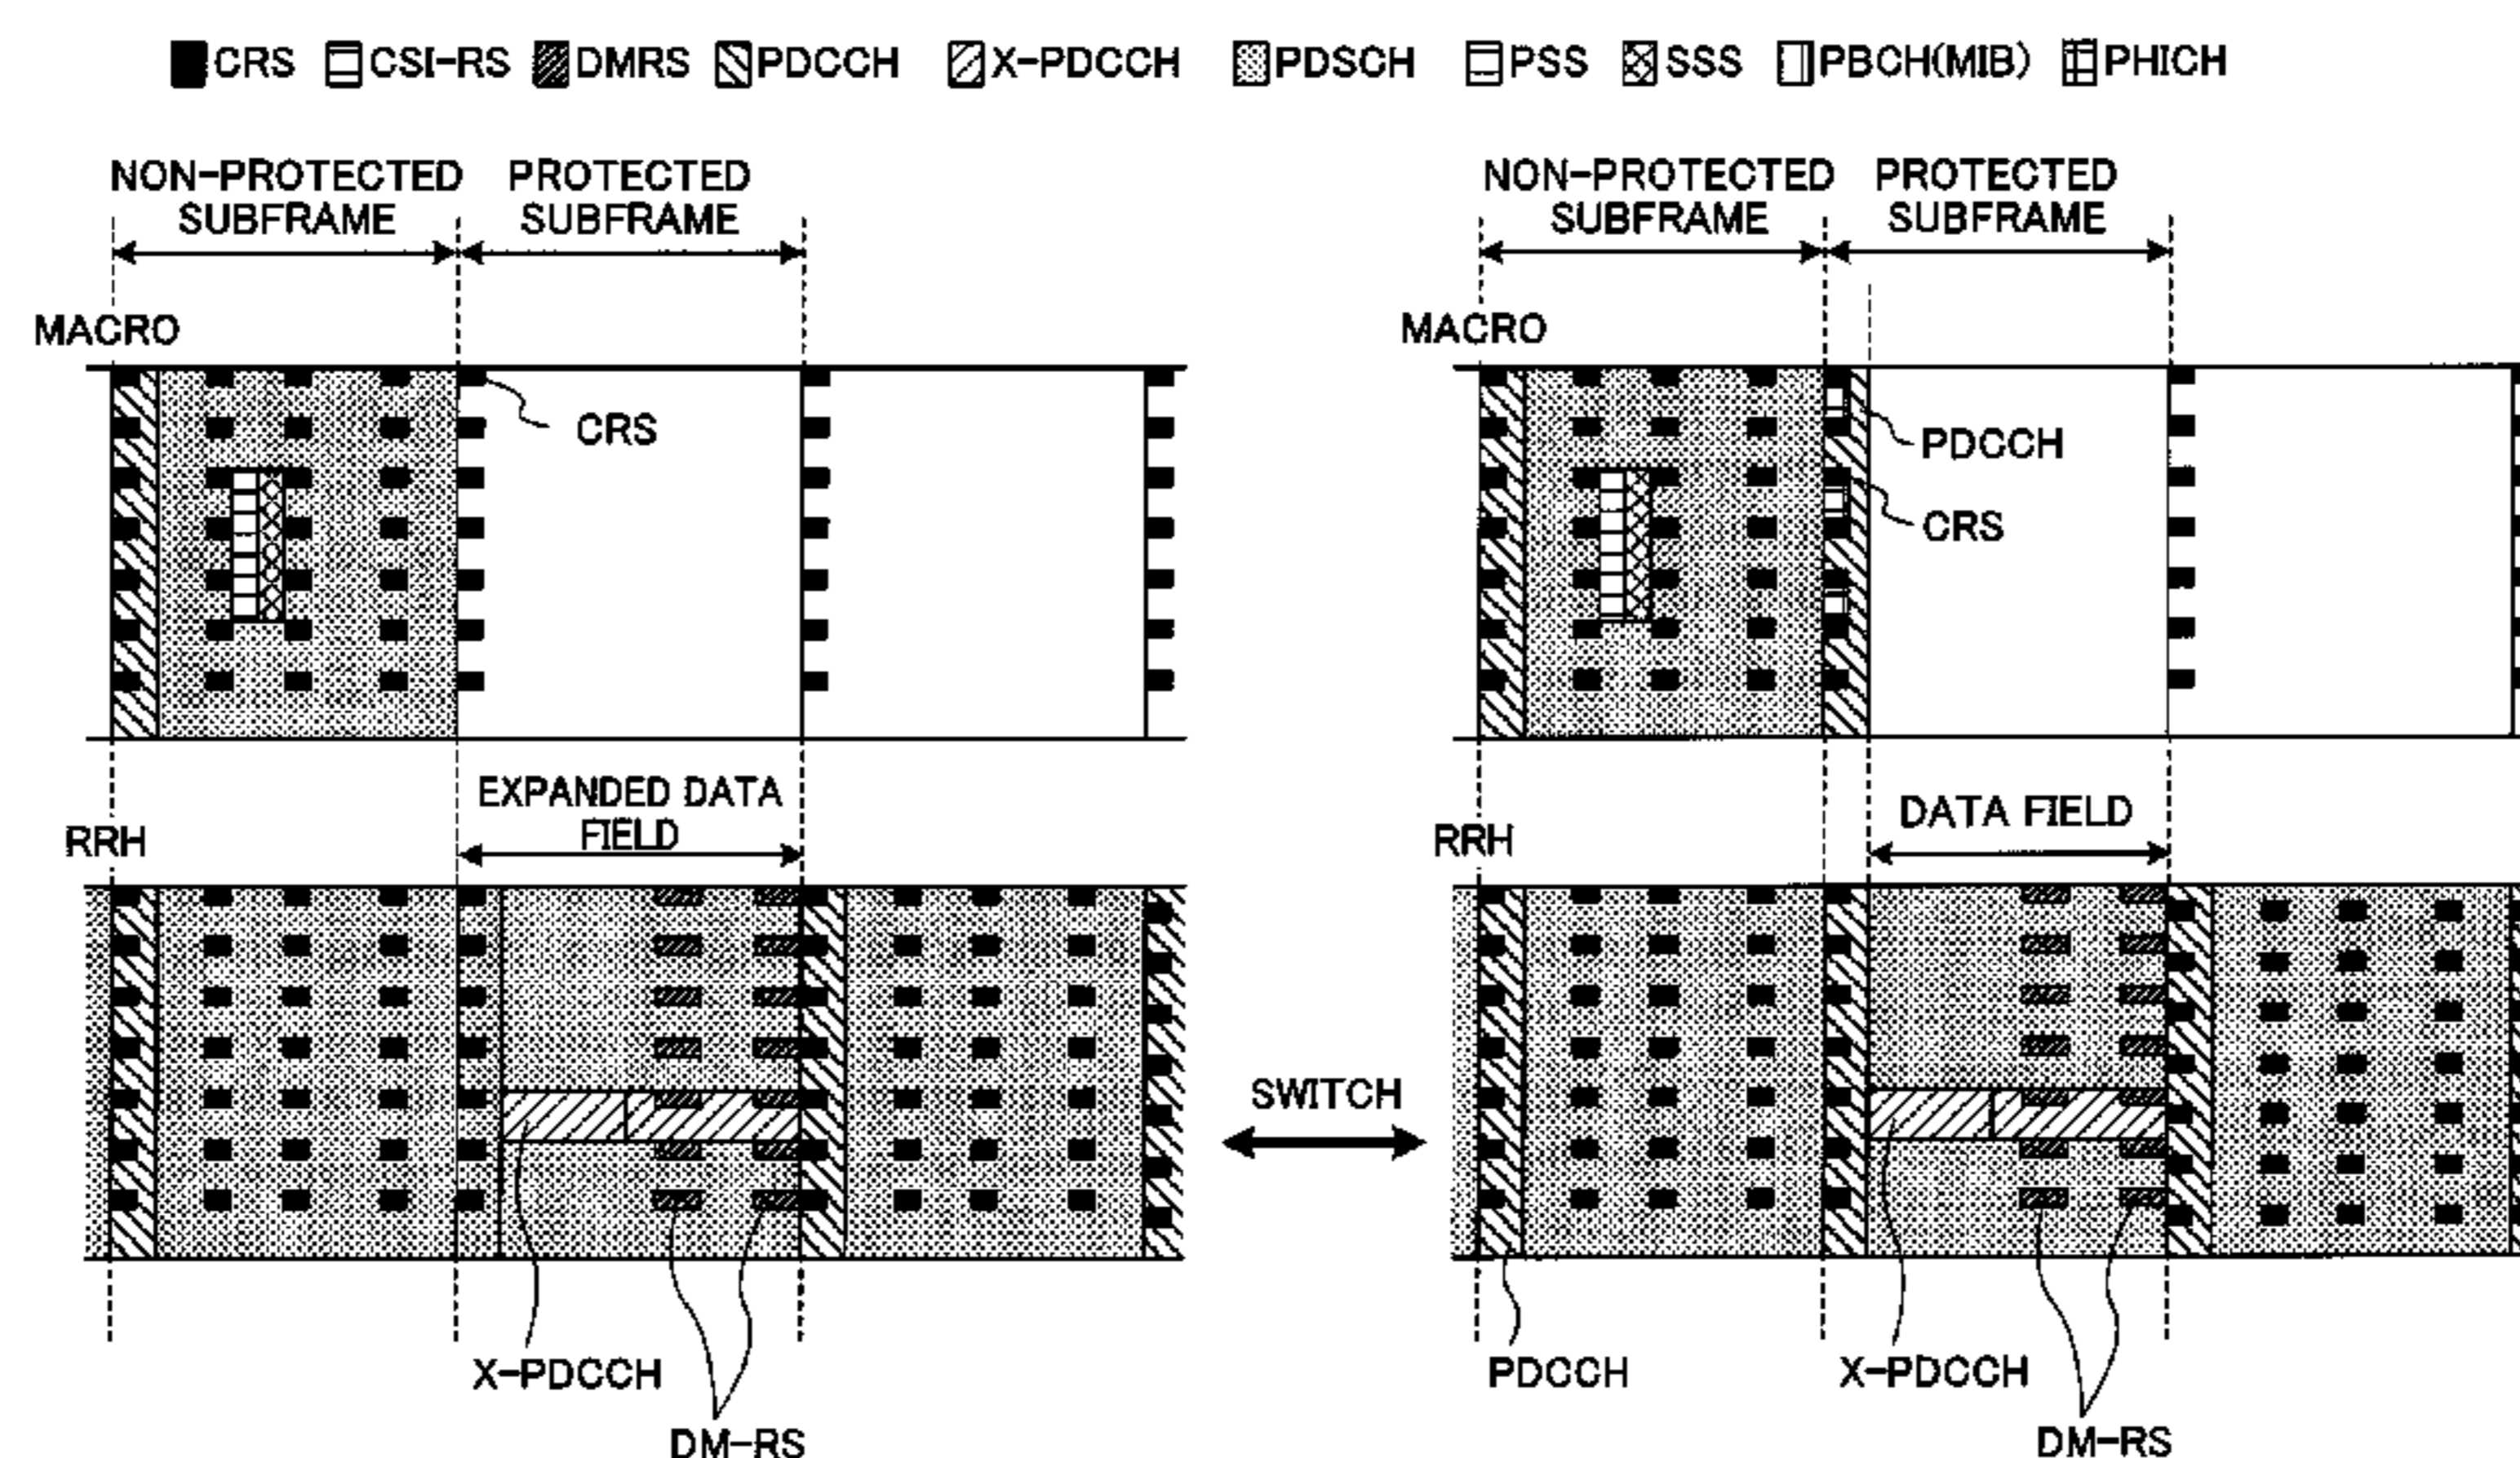 CRS CSI-RS DMRS PDCCH X-PDCCH PDSCH PSS SSS PBCH(MIB) PHICH
NON-PROTECTED SUBFRAME
PROTECTED SUBFRAME
MACRO
CRS
EXPANDED DATA FIELD
RRH
X-PDCCH
DM-RS
SWITCH
NON-PROTECTED SUBFRAME
PROTECTED SUBFRAME
MACRO
PDCCH
CRS
DATA FIELD
RRH
PDCCH
X-PDCCH
DM-RS